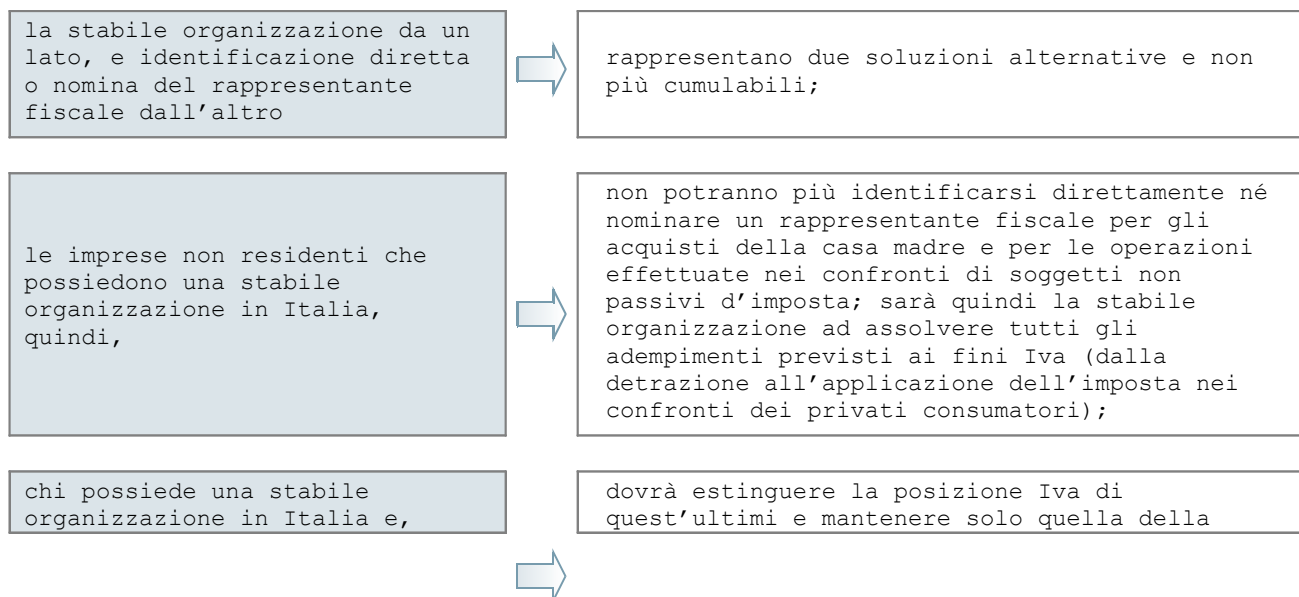 la stabile organizzazione da un
lato, e identificazione diretta
o nomina del rappresentante
fiscale dall’altro
rappresentano due soluzioni alternative e non
più cumulabili;
le imprese non residenti che
possiedono una stabile
organizzazione in Italia,
quindi,
non potranno più identificarsi direttamente né
nominare un rappresentante fiscale per gli
acquisti della casa madre e per le operazioni
effettuate nei confronti di soggetti non
passivi d’imposta; sarà quindi la stabile
organizzazione ad assolvere tutti gli
adempimenti previsti ai fini Iva (dalla
detrazione all’applicazione dell’imposta nei
confronti dei privati consumatori);
chi possiede una stabile
organizzazione in Italia e,
dovrà estinguere la posizione Iva di
quest’ultimi e mantenere solo quella della